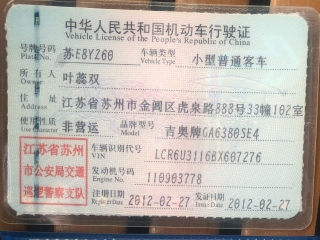 中华人民共和国机动车行驶证
Vehicle License of the People's Republic of China
号牌号码 苏E8YZ60 车辆类型 小型普通客车
Plate No. Vehicle Type
所有人 叶蕊双
Owner
住址 江苏省苏州市金阊区虎泉路888号33幢102室
Address
使用性质 非营运 品牌型号 吉奥牌GA6380SE4
Use Character Model
江苏省苏州 车辆识别代号 LCR6U3116BX607276
VIN
市公安局交通 发动机号码 110903778
Engine No.
巡逻警察支队 注册日期 2012-02-27 发证日期 2012-02-27
Register Date Issue Date